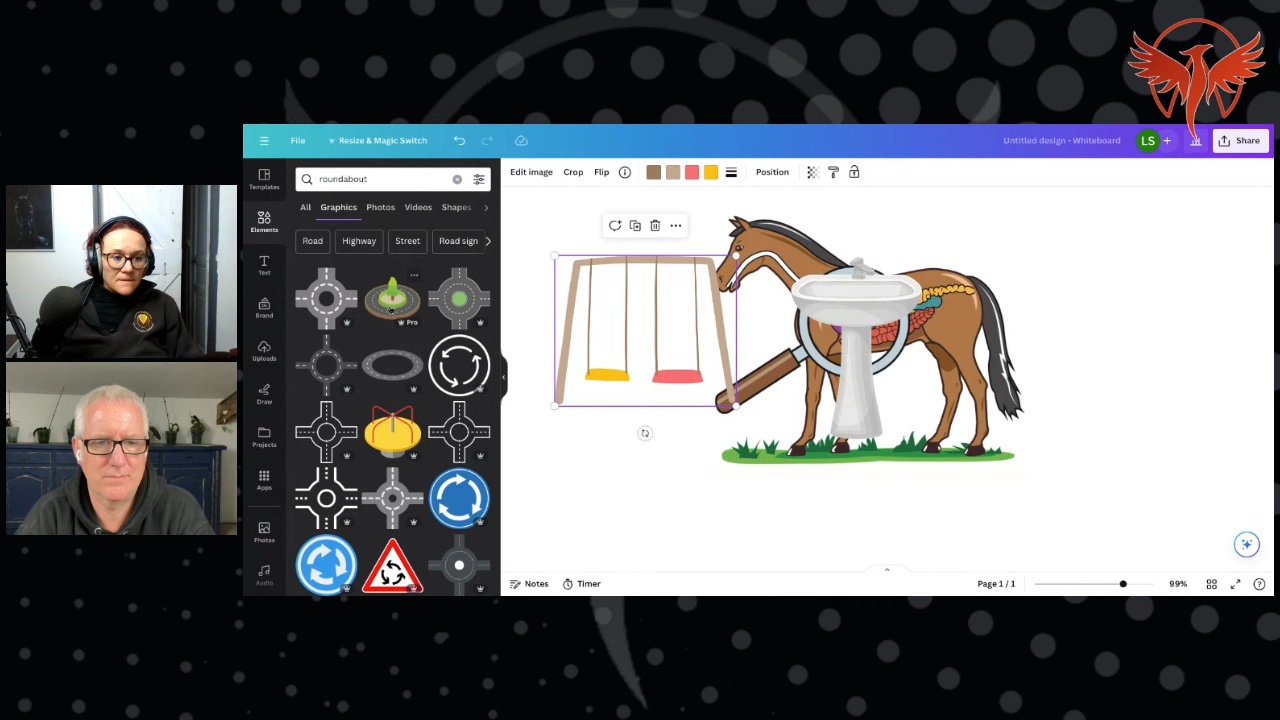 File
Resize & Magic Switch
Untitled design - Whiteboard
LS
+
Share
Templates
Elements
Text
Brand
Uploads
Draw
Projects
Apps
Photos
Audio
roundabout
All Graphics Photos Videos Shapes
Road Highway Street Road sign
Pro
Edit image Crop Flip Position
Notes Timer
Page 1 / 1
99%